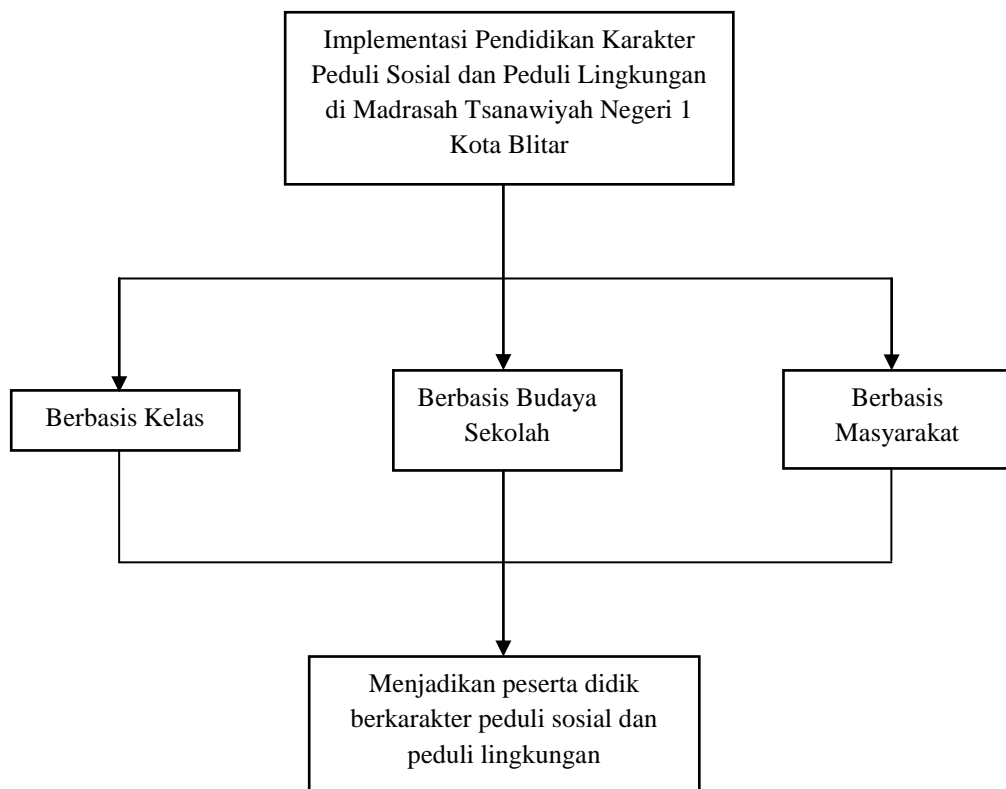 Implementasi Pendidikan Karakter
Peduli Sosial dan Peduli Lingkungan
di Madrasah Tsanawiyah Negeri 1
Kota Blitar
Berbasis Kelas
Berbasis Budaya
Sekolah
Berbasis
Masyarakat
Menjadikan peserta didik
berkarakter peduli sosial dan
peduli lingkungan